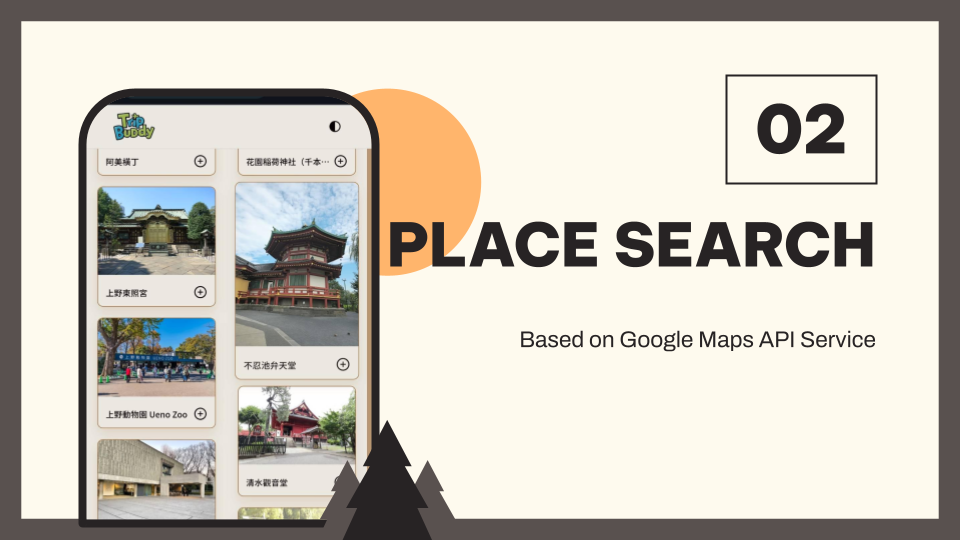 02
PLACE SEARCH
Based on Google Maps API Service
Trip
Buddy
阿美橫丁
花園稲荷神社（千本…
上野東照宮
不忍池弁天堂
上野動物園 Ueno Zoo
清水觀音堂